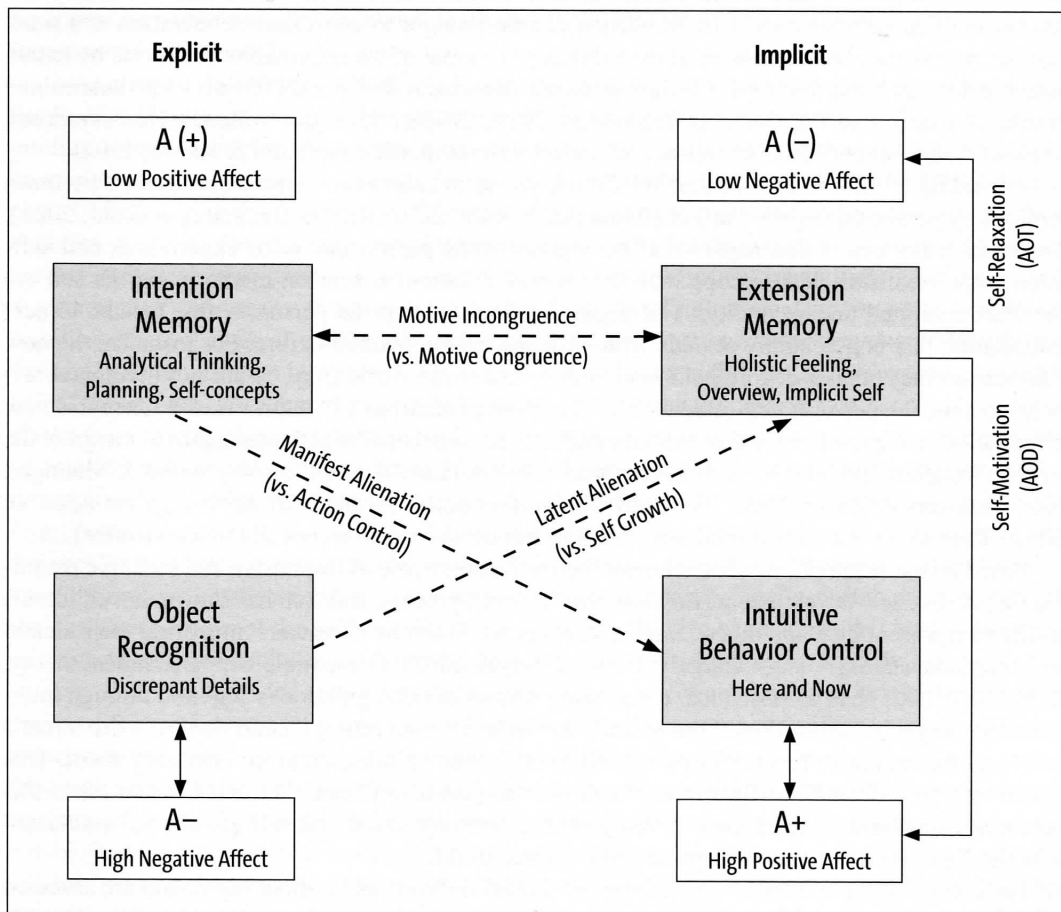 Explicit
Implicit
A (+)
Low Positive Affect
A (–)
Low Negative Affect
Self-Relaxation
(AOT)
Intention
Memory
Analytical Thinking,
Planning, Self-concepts
Motive Incongruence
(vs. Motive Congruence)
Extension
Memory
Holistic Feeling,
Overview, Implicit Self
Self-Motivation
(AOD)
Manifest Alienation
(vs. Action Control)
Latent Alienation
(vs. Self Growth)
Object
Recognition
Discrepant Details
Intuitive
Behavior Control
Here and Now
A–
High Negative Affect
A+
High Positive Affect